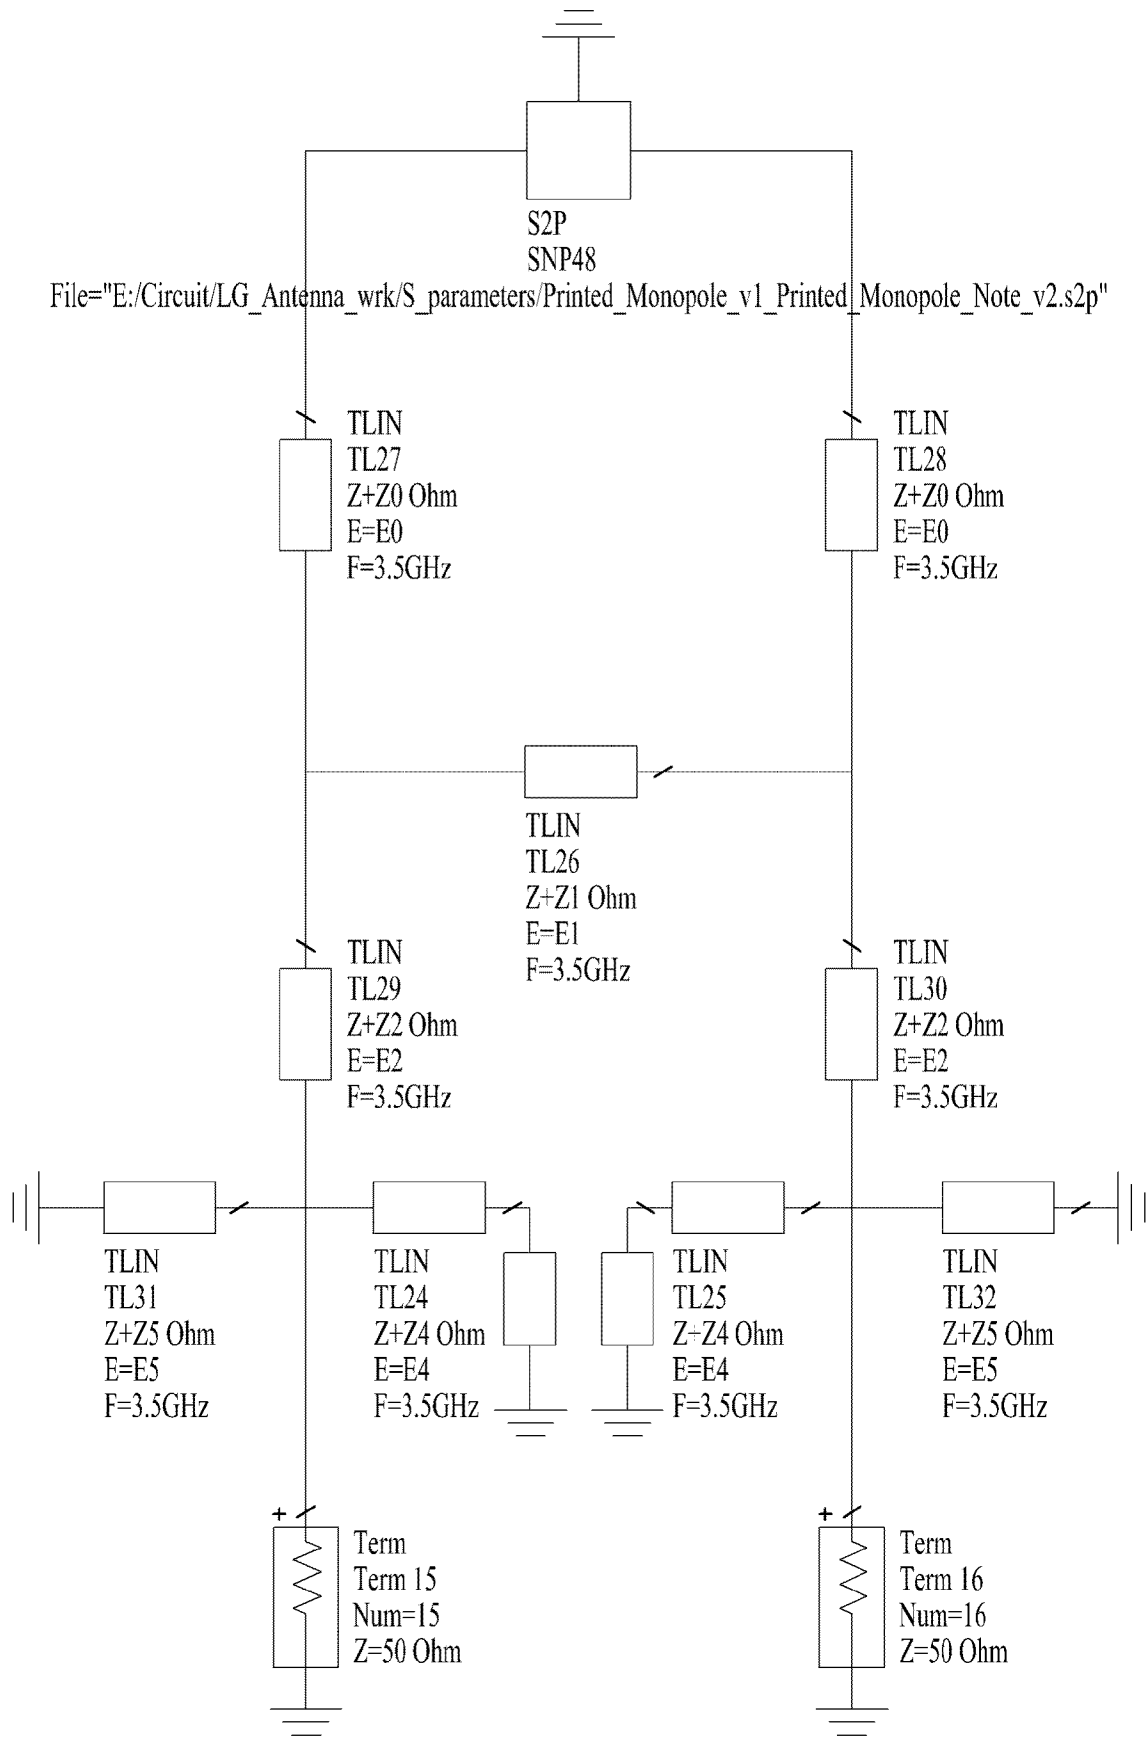 S2P
SNP48
File="E:/Circuit/LG_Antenna_wrk/S_parameters/Printed_Monopole_v1_Printed_Monopole_Note_v2.s2p"
TLIN
TL27
Z+Z0 Ohm
E=E0
F=3.5GHz
TLIN
TL28
Z+Z0 Ohm
E=E0
F=3.5GHz
TLIN
TL26
Z+Z1 Ohm
E=E1
F=3.5GHz
TLIN
TL29
Z+Z2 Ohm
E=E2
F=3.5GHz
TLIN
TL30
Z+Z2 Ohm
E=E2
F=3.5GHz
TLIN
TL31
Z+Z5 Ohm
E=E5
F=3.5GHz
TLIN
TL24
Z+Z4 Ohm
E=E4
F=3.5GHz
TLIN
TL25
Z+Z4 Ohm
E=E4
F=3.5GHz
TLIN
TL32
Z+Z5 Ohm
E=E5
F=3.5GHz
+
Term
Term 15
Num=15
Z=50 Ohm
+
Term
Term 16
Num=16
Z=50 Ohm